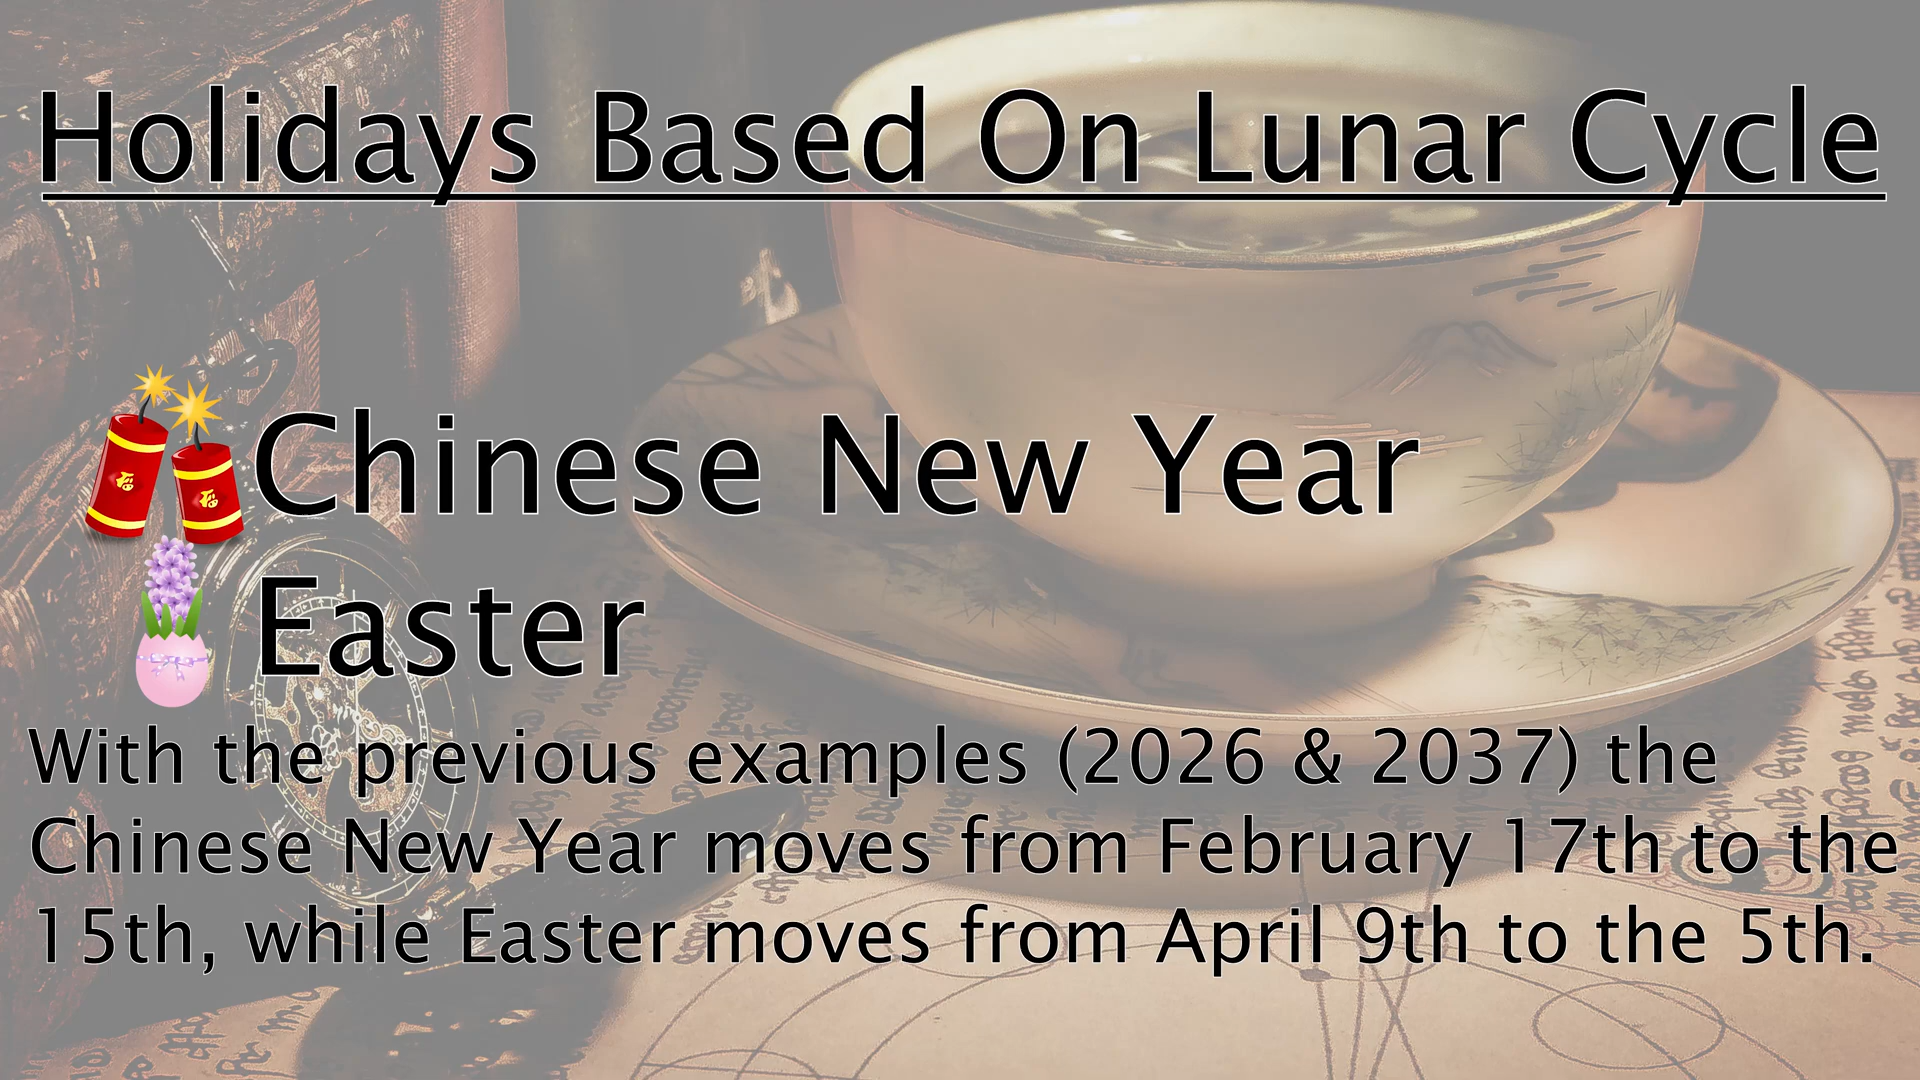 Holidays Based On Lunar Cycle
Chinese New Year
Easter
With the previous examples (2026 & 2037) the
Chinese New Year moves from February 17th to the
15th, while Easter moves from April 9th to the 5th.